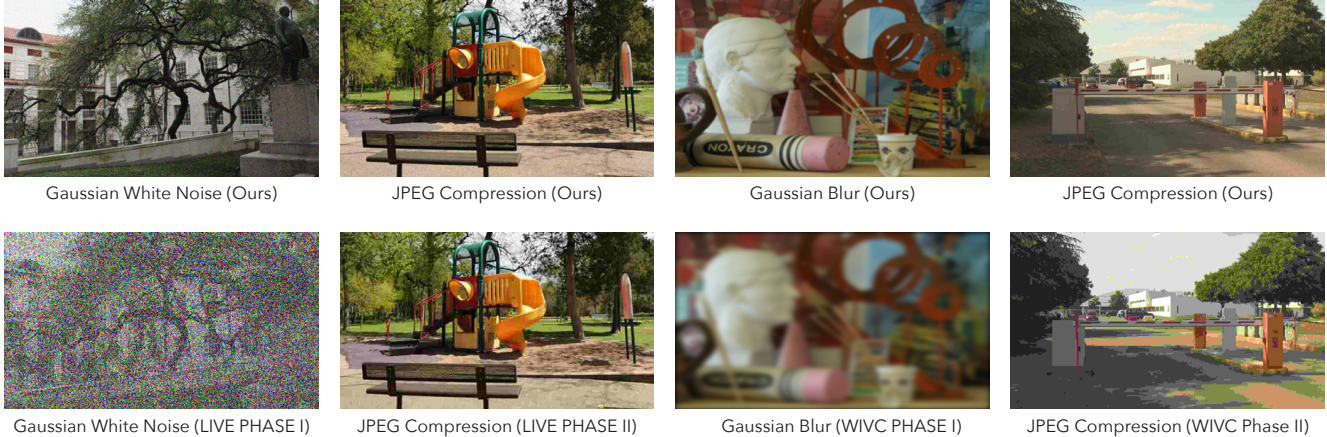 CRAYON
Gaussian White Noise (Ours)
JPEG Compression (Ours)
Gaussian Blur (Ours)
JPEG Compression (Ours)
Gaussian White Noise (LIVE PHASE I)
JPEG Compression (LIVE PHASE II)
Gaussian Blur (WIVC PHASE I)
JPEG Compression (WIVC Phase II)